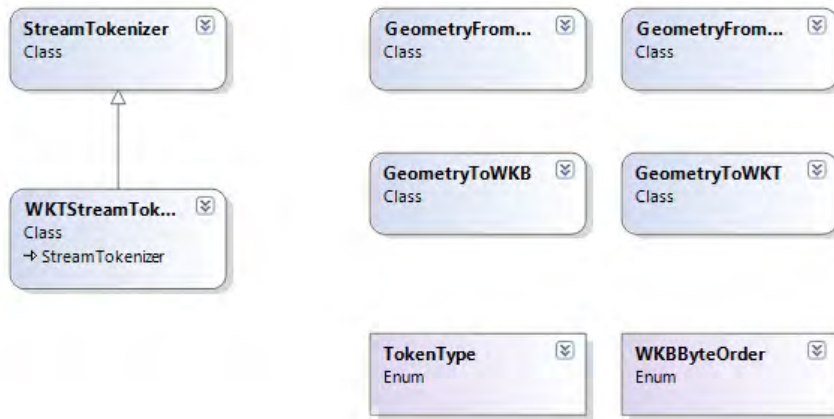 StreamTokenizer
Class
GeometryFrom...
Class
GeometryFrom...
Class
WKTStreamTok...
Class
StreamTokenizer
GeometryToWKB
Class
GeometryToWKT
Class
TokenType
Enum
WKBByteOrder
Enum